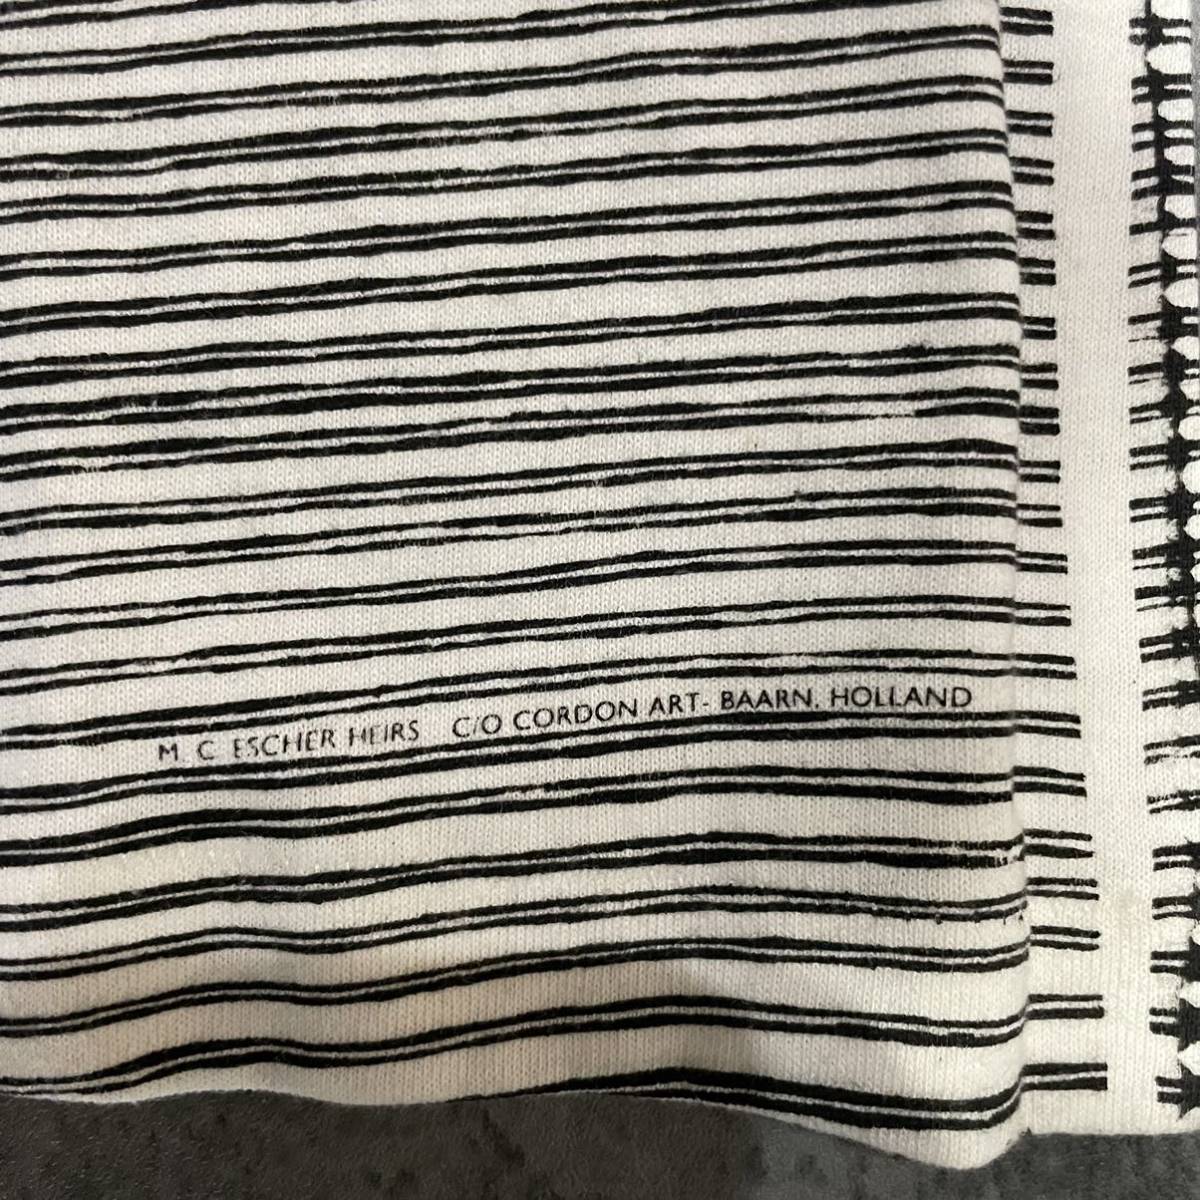 M. C. ESCHER HEIRS C/O CORDON ART- BAARN, HOLLAND